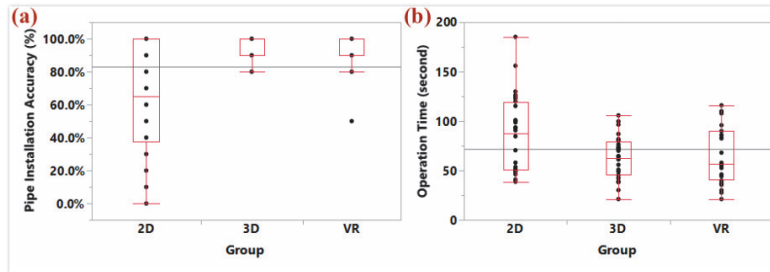 (a)
Pipe Installation Accuracy (%)
100.0%
80.0%
60.0%
40.0%
20.0%
0.0%
2D 3D VR
Group
(b)
Operation Time (second)
200
150
100
50
0
2D 3D VR
Group